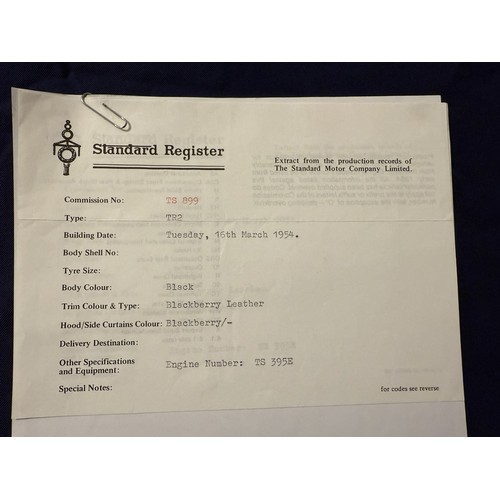 Standard Register
Extract from the production records of
The Standard Motor Company Limited.
Commission No: TS 899
Type: TR2
Building Date: Tuesday, 16th March 1954.
Body Shell No:
Tyre Size:
Body Colour: Black
Trim Colour & Type: Blackberry Leather
Hood/Side Curtains Colour: Blackberry/-
Delivery Destination:
Other Specifications
and Equipment: Engine Number: TS 395E
Special Notes:
for codes see reverse